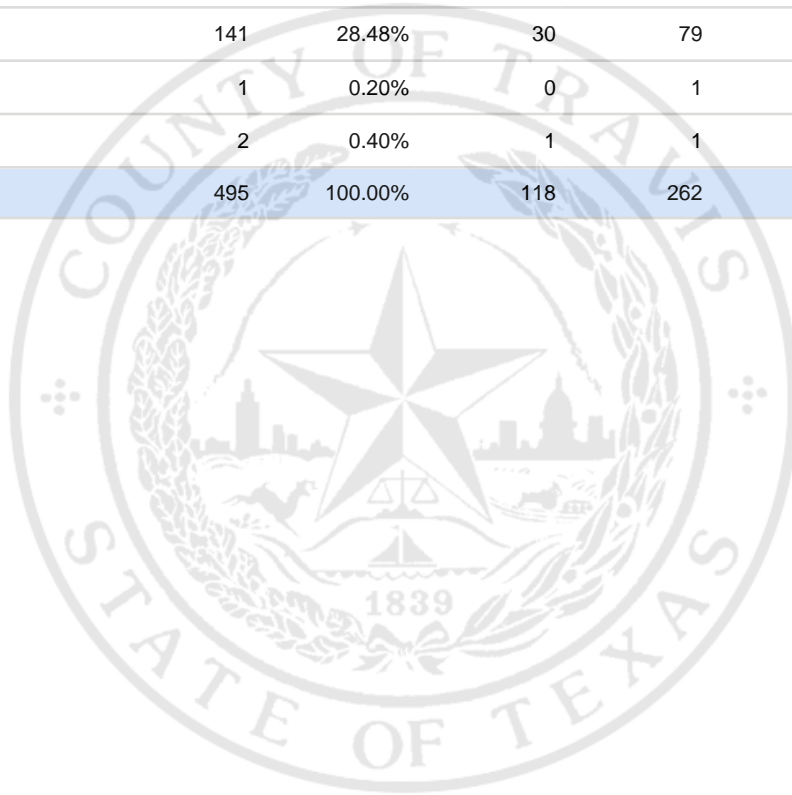 141 28.48% 30 79
1 0.20% 0 1
2 0.40% 1 1
495 100.00% 118 262
COUNTY OF TRAVIS
1839
STATE OF TEXAS